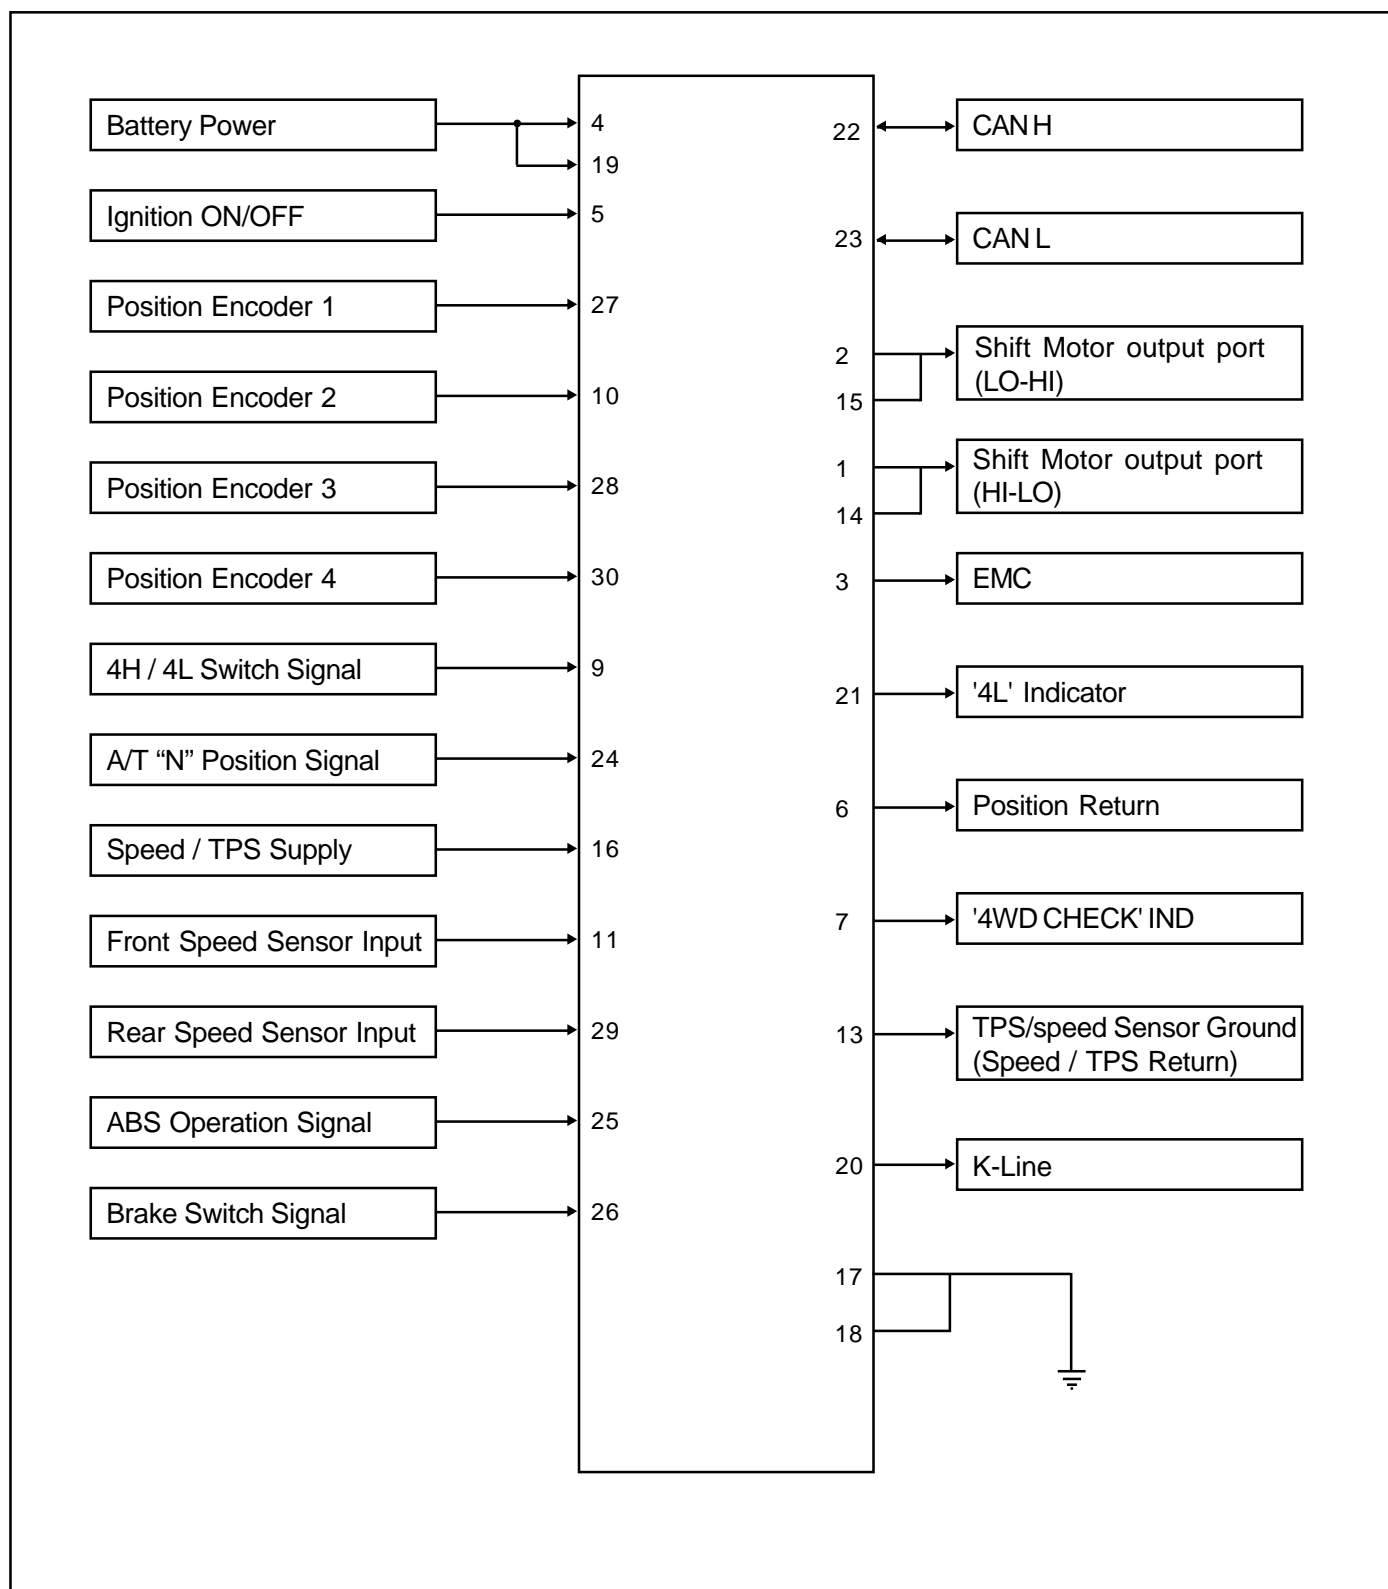 Battery Power
4
19
Ignition ON/OFF
5
Position Encoder 1
27
Position Encoder 2
10
Position Encoder 3
28
Position Encoder 4
30
4H / 4L Switch Signal
9
A/T “N” Position Signal
24
Speed / TPS Supply
16
Front Speed Sensor Input
11
Rear Speed Sensor Input
29
ABS Operation Signal
25
Brake Switch Signal
26
22
CAN H
23
CAN L
2
15
Shift Motor output port
(LO-HI)
1
14
Shift Motor output port
(HI-LO)
3
EMC
21
'4L' Indicator
6
Position Return
7
'4WD CHECK' IND
13
TPS/speed Sensor Ground
(Speed / TPS Return)
20
K-Line
17
18